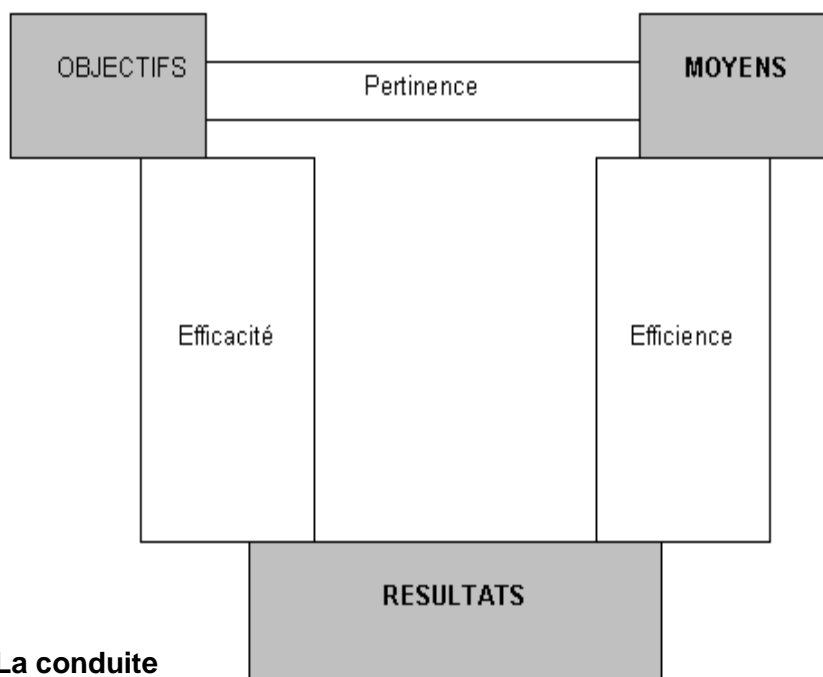 OBJECTIFS
MOYENS
Pertinence
Efficacité
Efficience
RESULTATS
La conduite